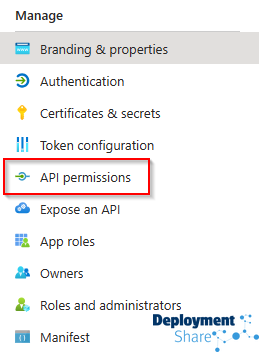 Manage
Branding & properties
Authentication
Certificates & secrets
Token configuration
API permissions
Expose an API
App roles
Owners
Roles and administrators
Manifest
Deployment
Share